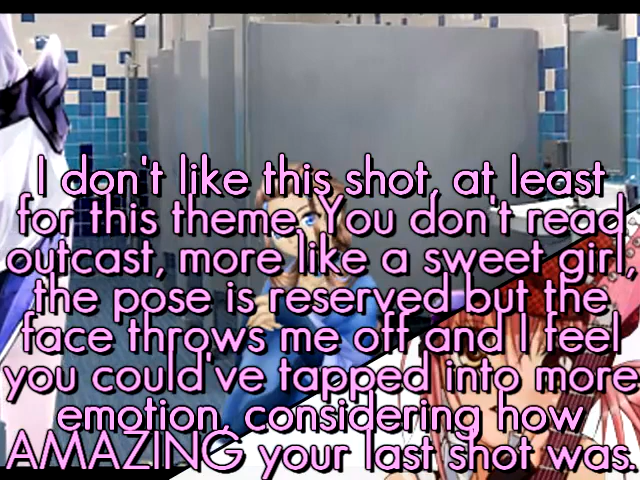 I don't like this shot, at least
for this theme. You don't read
outcast, more like a sweet girl,
the pose is reserved but the
face throws me off and I feel
you could've tapped into more
emotion, considering how
AMAZING your last shot was.